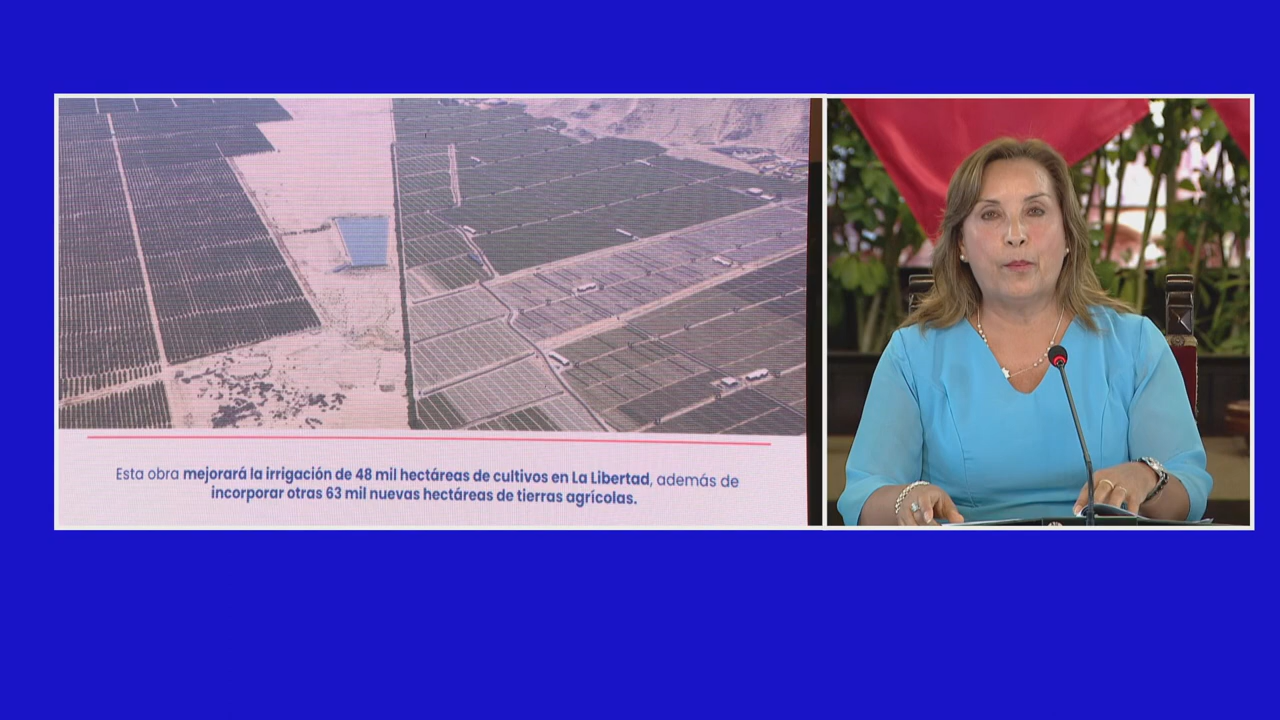 Esta obra mejorará la irrigación de 48 mil hectáreas de cultivos en La Libertad, además de
incorporar otras 63 mil nuevas hectáreas de tierras agrícolas.